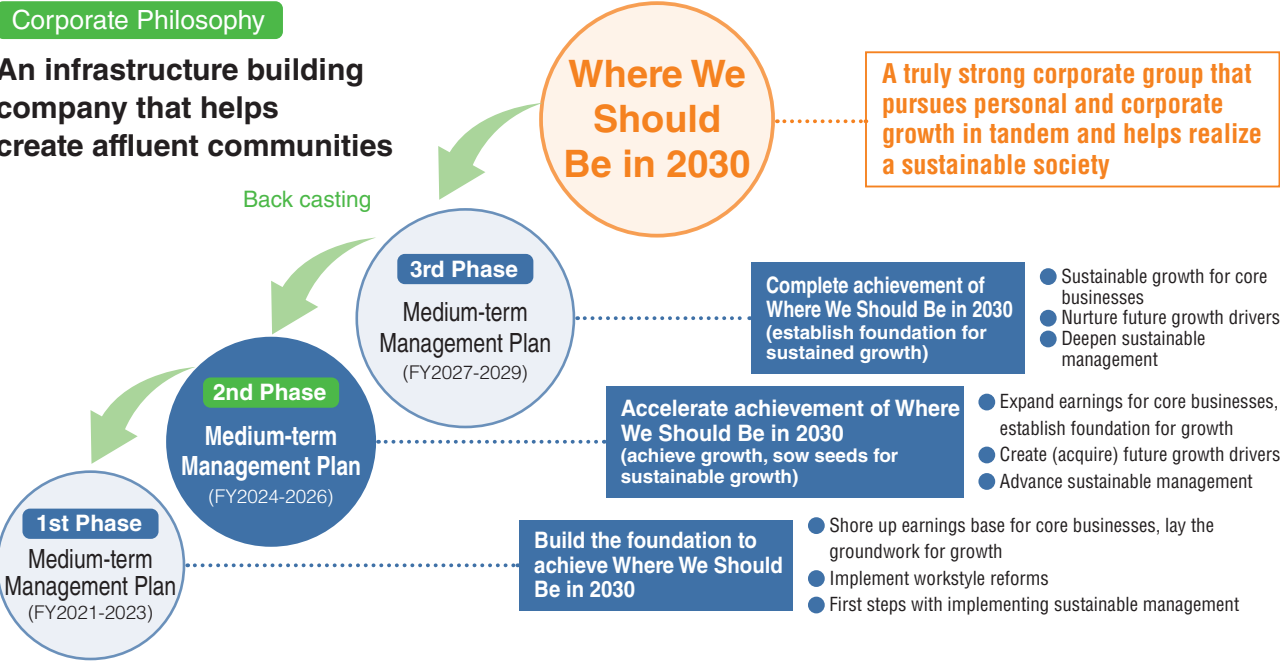 Corporate Philosophy
An infrastructure building
company that helps
create affluent communities
Where We
Should
Be in 2030
A truly strong corporate group that
pursues personal and corporate
growth in tandem and helps realize
a sustainable society
Back casting
3rd Phase
Medium-term
Management Plan
(FY2027-2029)
Complete achievement of
Where We Should Be in 2030
(establish foundation for
sustained growth)
Sustainable growth for core
businesses
Nurture future growth drivers
Deepen sustainable
management
2nd Phase
Medium-term
Management Plan
(FY2024-2026)
Accelerate achievement of Where
We Should Be in 2030
(achieve growth, sow seeds for
sustainable growth)
Expand earnings for core businesses,
establish foundation for growth
Create (acquire) future growth drivers
Advance sustainable management
1st Phase
Medium-term
Management Plan
(FY2021-2023)
Build the foundation to
achieve Where We Should
Be in 2030
Shore up earnings base for core businesses, lay the
groundwork for growth
Implement workstyle reforms
First steps with implementing sustainable management